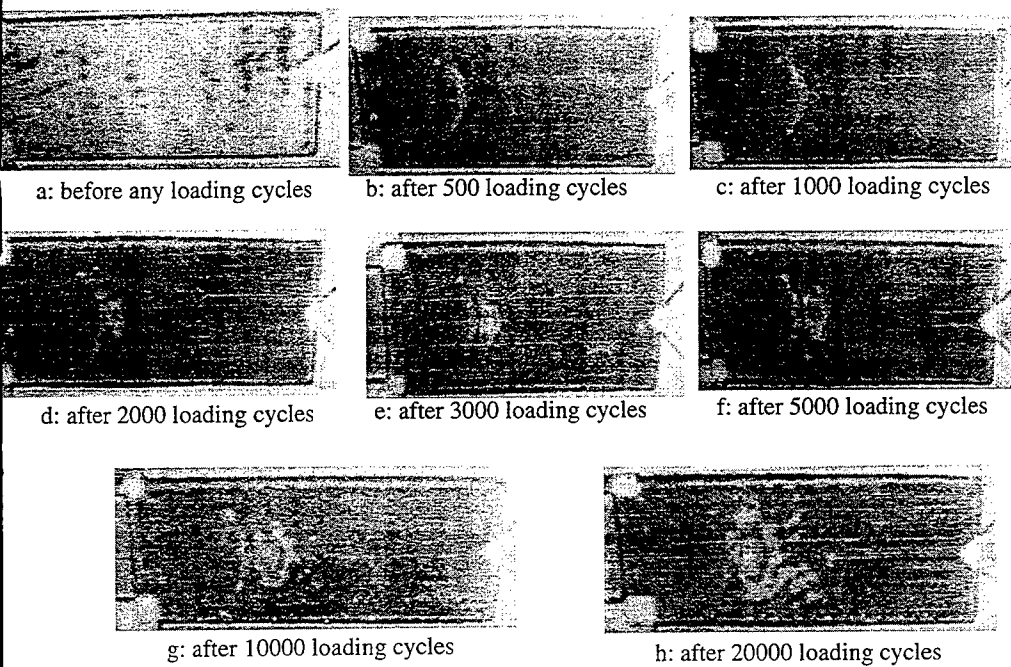 a: before any loading cycles
b: after 500 loading cycles
c: after 1000 loading cycles
d: after 2000 loading cycles
e: after 3000 loading cycles
f: after 5000 loading cycles
g: after 10000 loading cycles
h: after 20000 loading cycles